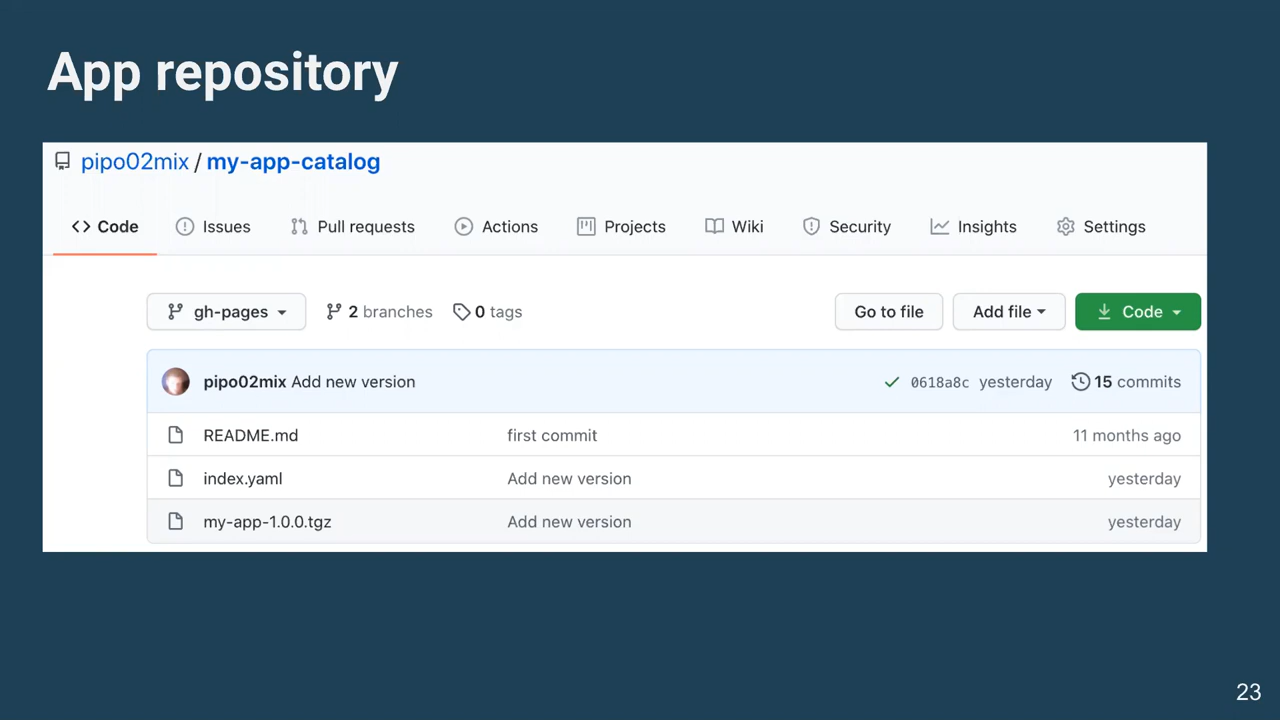 App repository
pipo02mix / my-app-catalog
Code Issues Pull requests Actions Projects Wiki Security Insights Settings
gh-pages 2 branches 0 tags Go to file Add file Code
pipo02mix Add new version 0618a8c yesterday 15 commits
README.md first commit 11 months ago
index.yaml Add new version yesterday
my-app-1.0.0.tgz Add new version yesterday
23